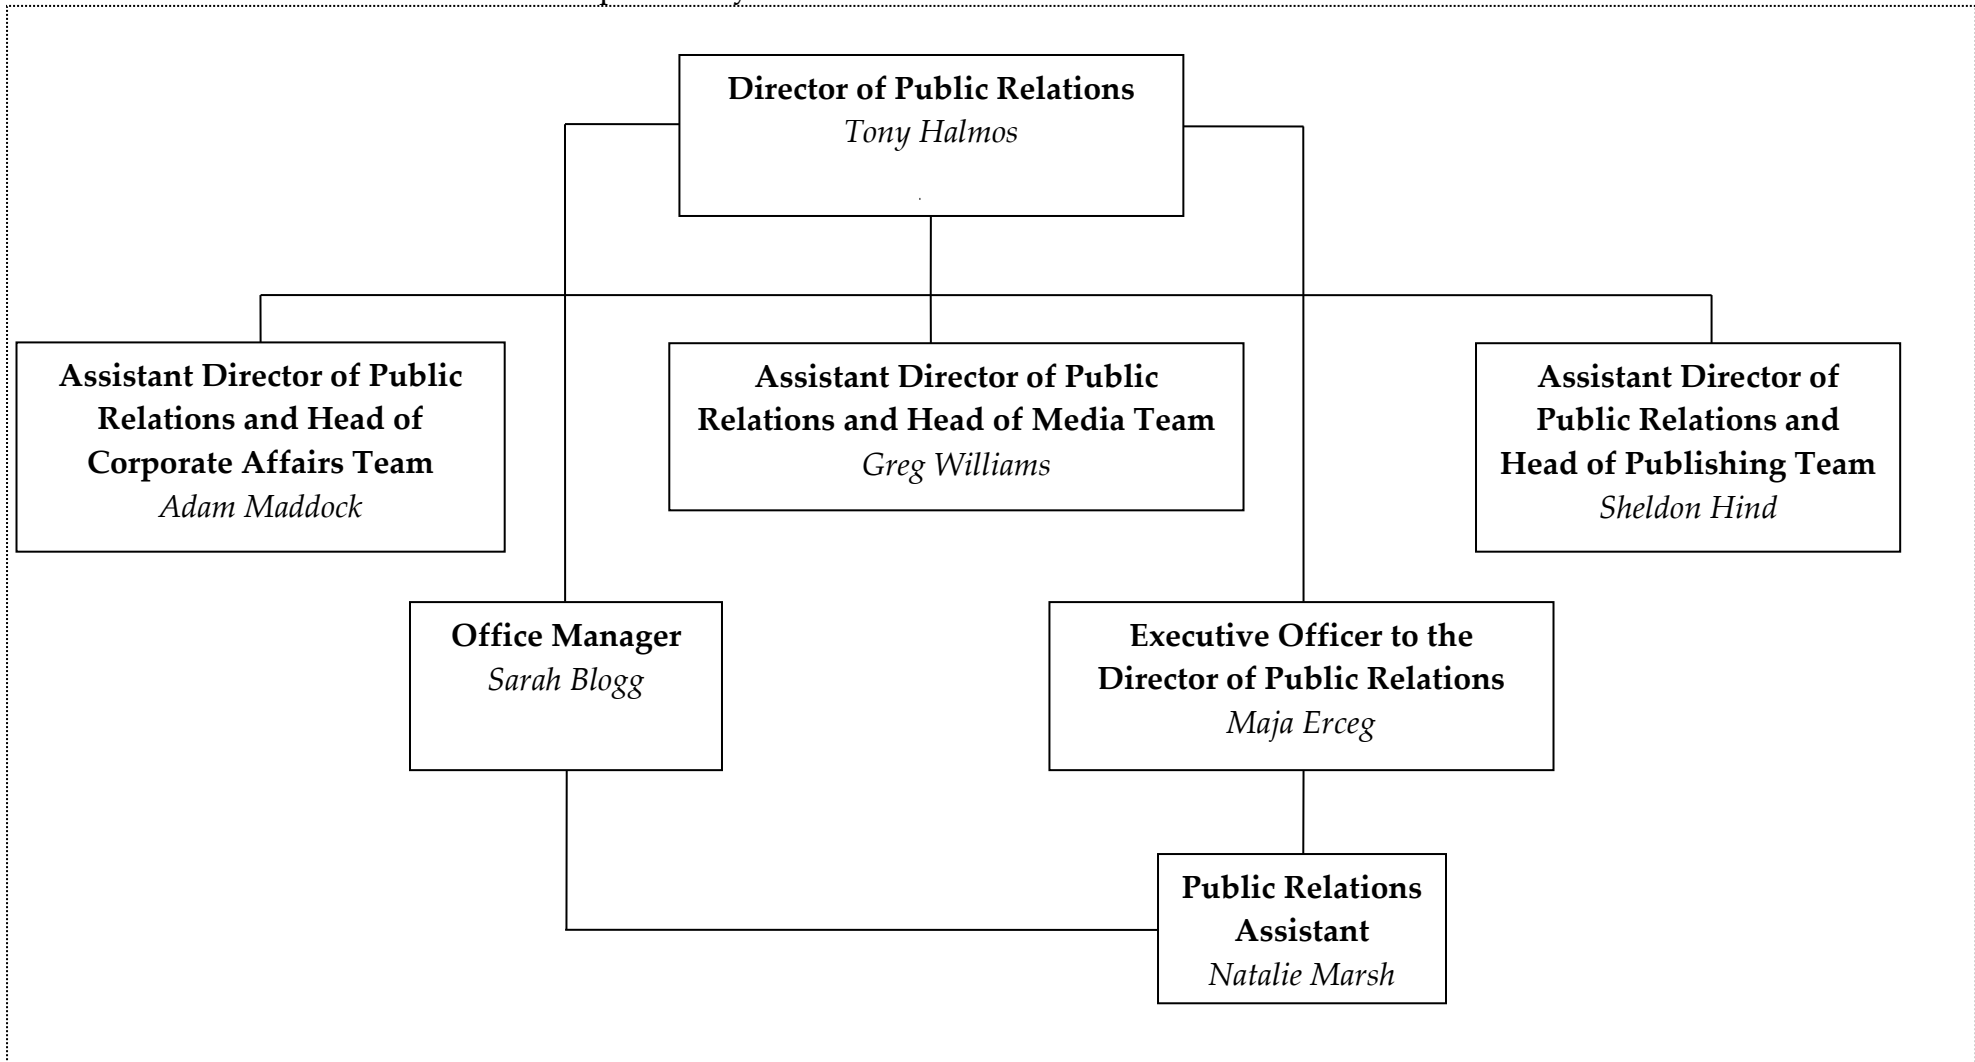 Director of Public Relations
Tony Halmos
Assistant Director of Public
Relations and Head of
Corporate Affairs Team
Adam Maddock
Assistant Director of Public
Relations and Head of Media Team
Greg Williams
Assistant Director of
Public Relations and
Head of Publishing Team
Sheldon Hind
Office Manager
Sarah Blogg
Executive Officer to the
Director of Public Relations
Maja Erceg
Public Relations
Assistant
Natalie Marsh